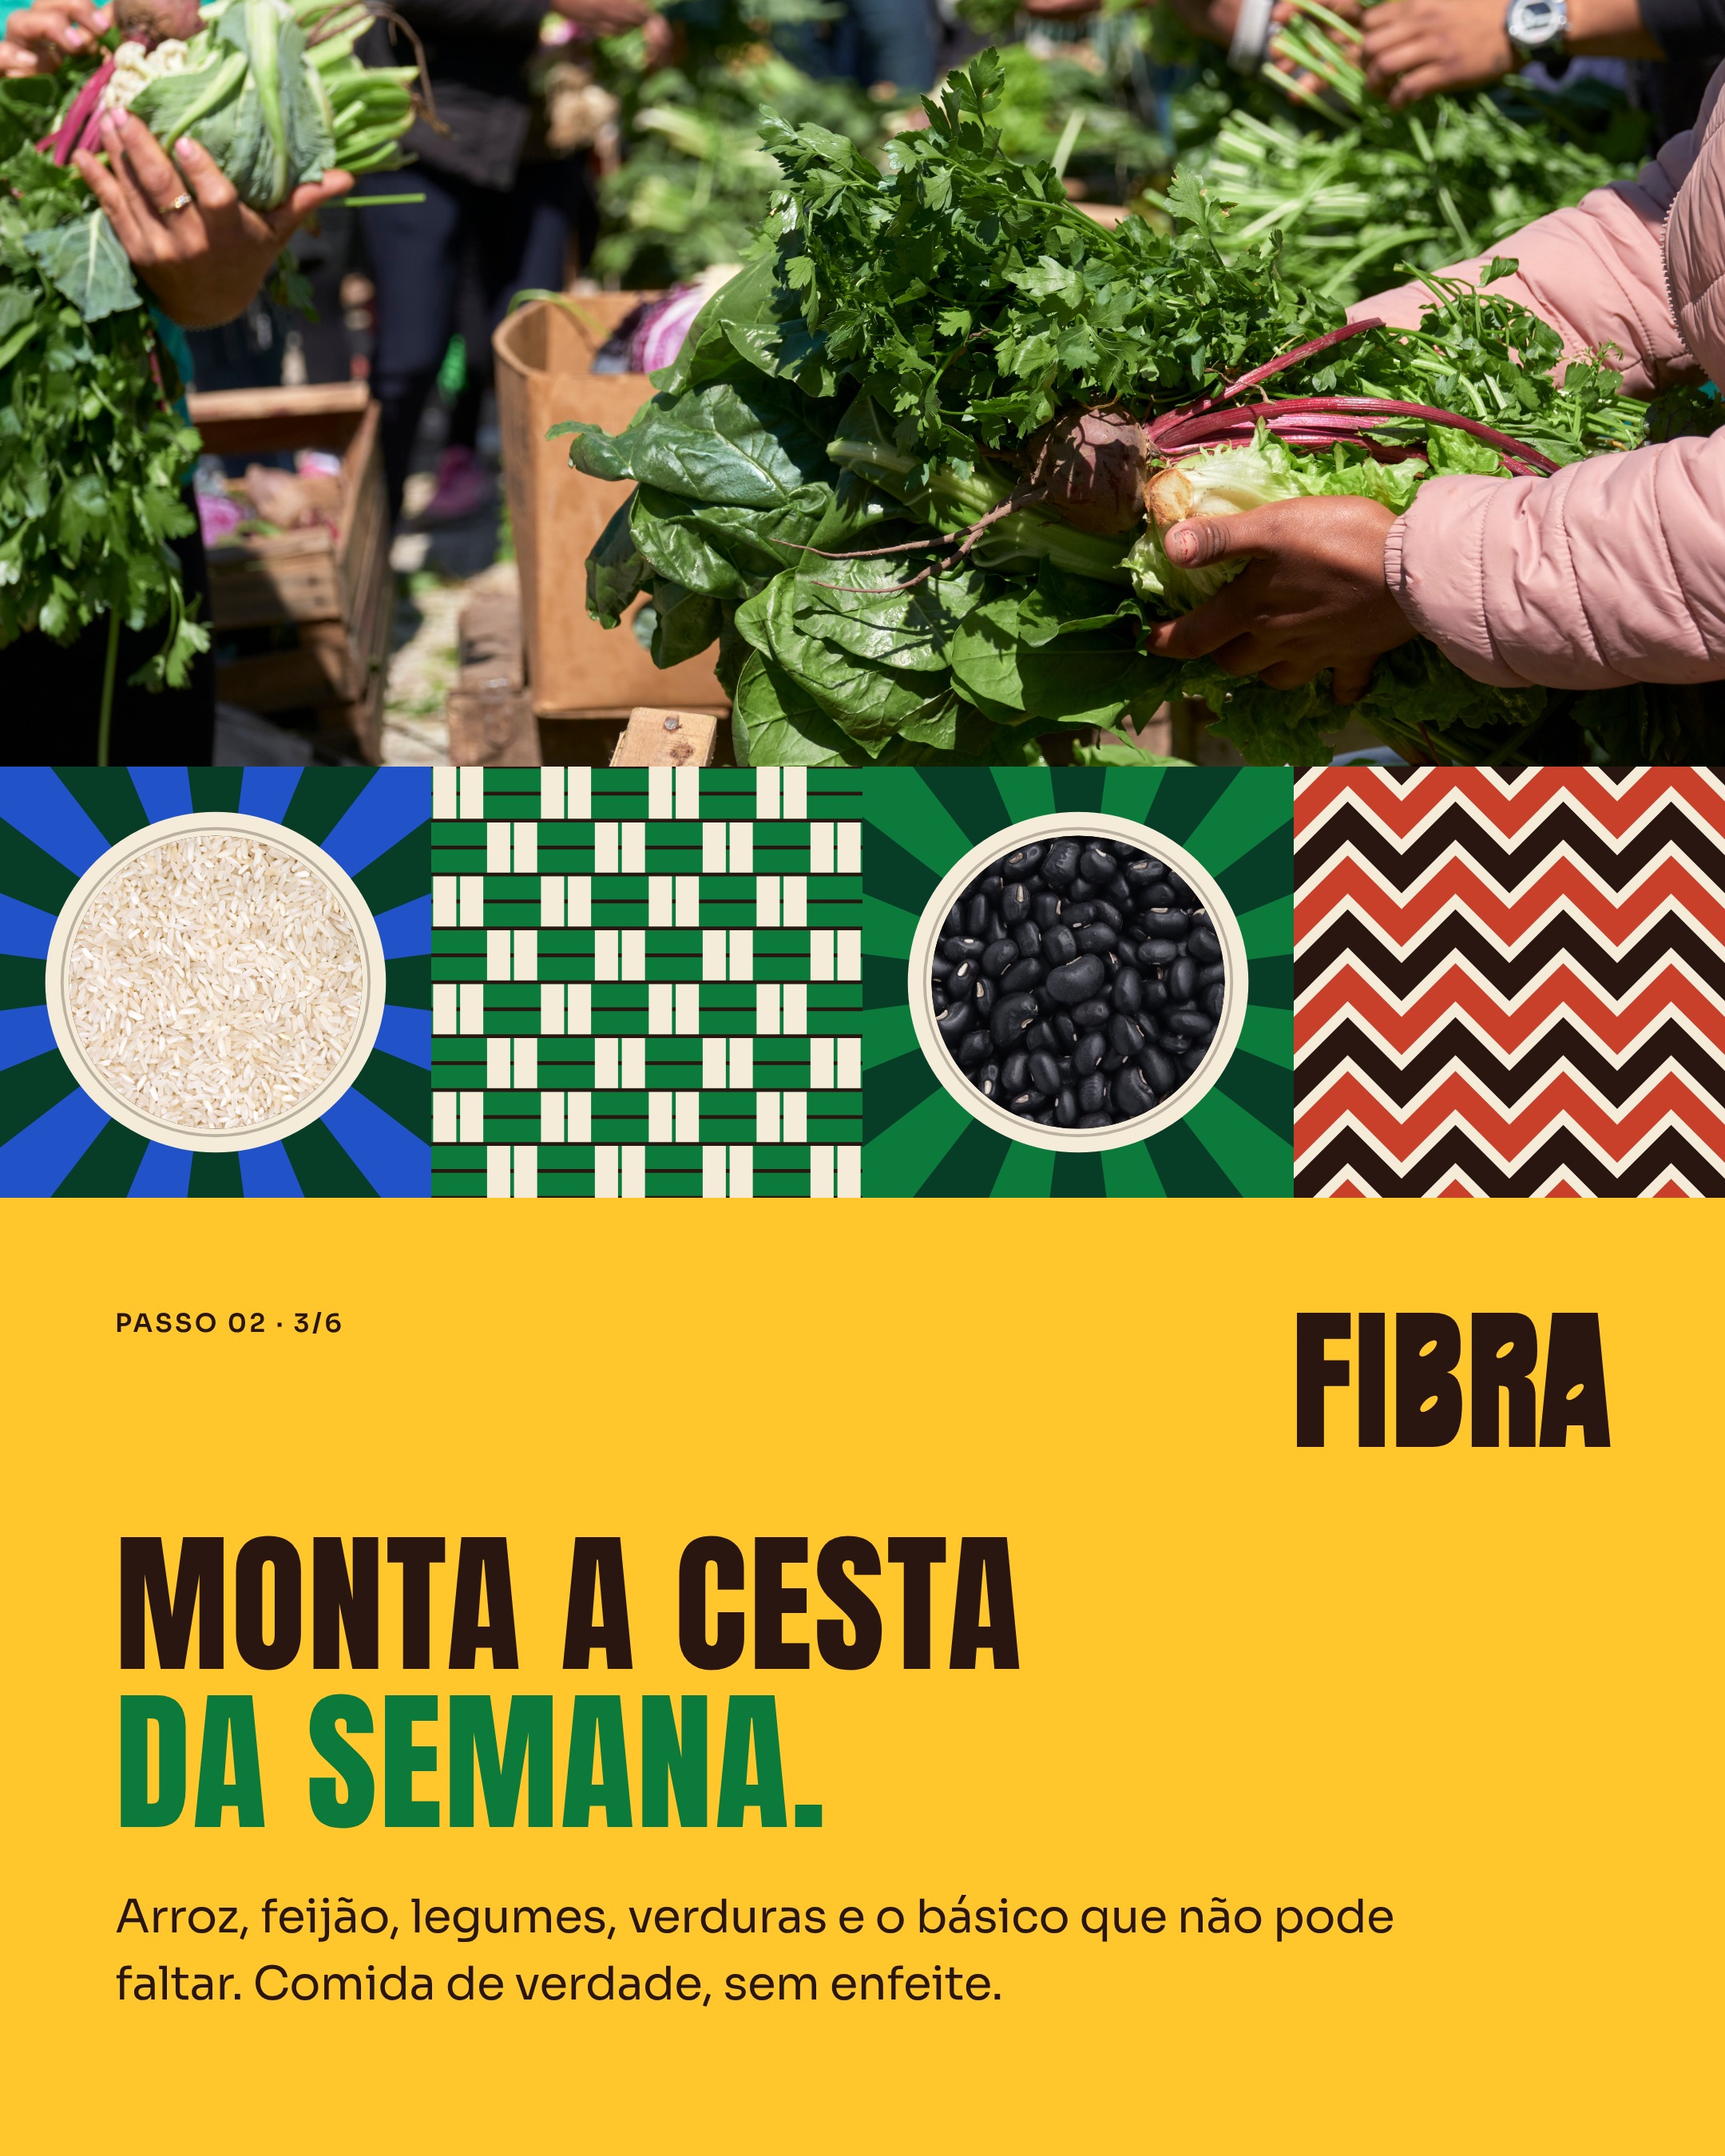 PASSO 02 · 3/6
FIBRA
MONTA A CESTA
DA SEMANA.
Arroz, feijão, legumes, verduras e o básico que não pode
faltar. Comida de verdade, sem enfeite.